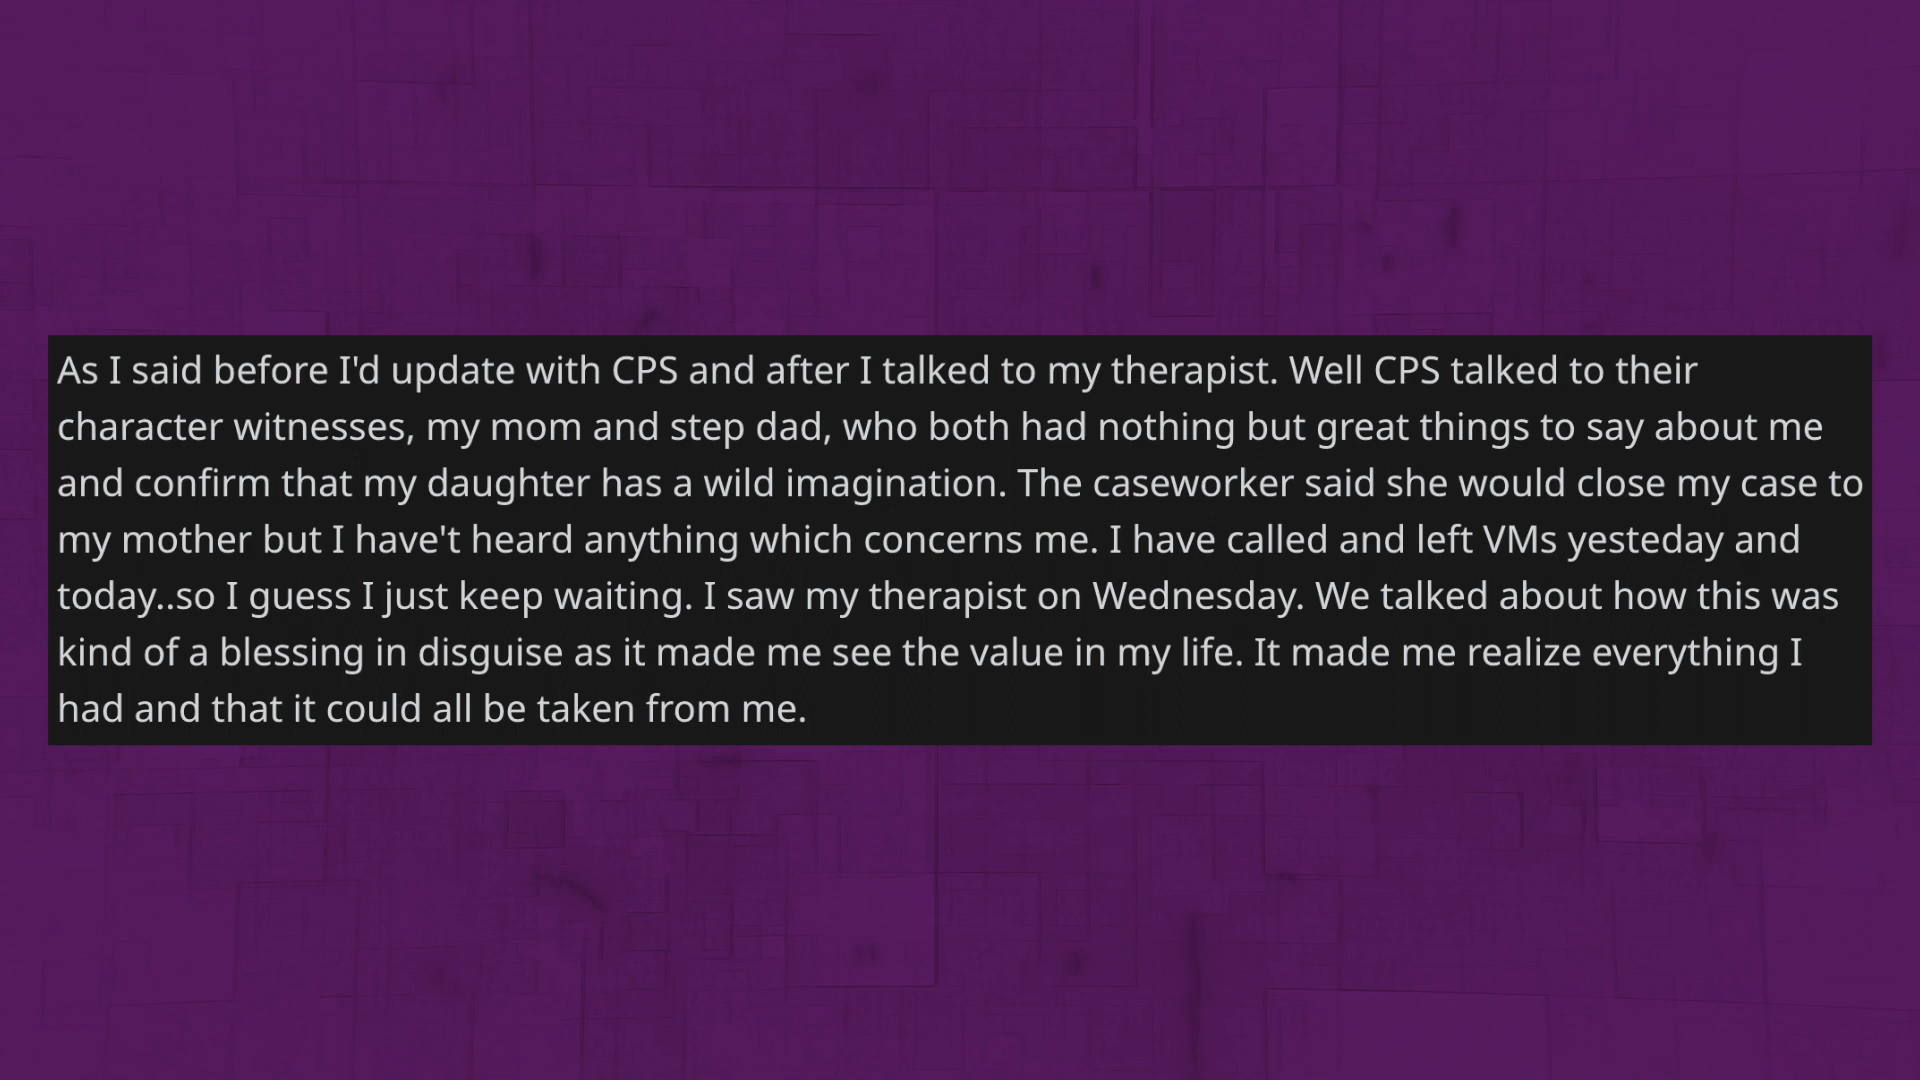 As I said before I'd update with CPS and after I talked to my therapist. Well CPS talked to their
character witnesses, my mom and step dad, who both had nothing but great things to say about me
and confirm that my daughter has a wild imagination. The caseworker said she would close my case to
my mother but I have't heard anything which concerns me. I have called and left VMs yesteday and
today..so I guess I just keep waiting. I saw my therapist on Wednesday. We talked about how this was
kind of a blessing in disguise as it made me see the value in my life. It made me realize everything I
had and that it could all be taken from me.